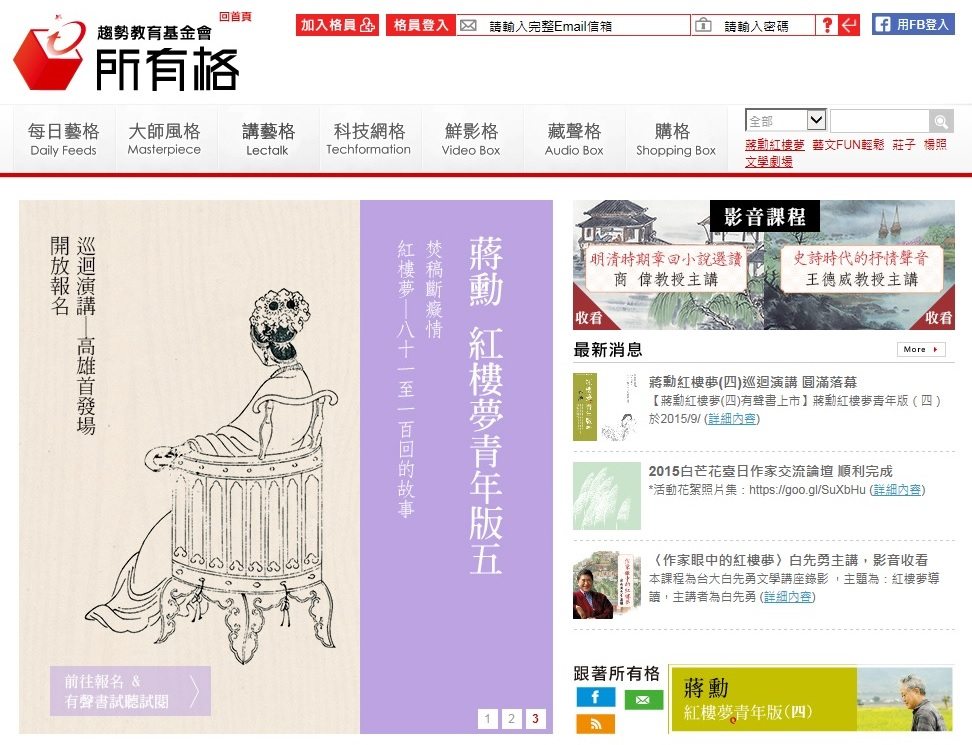 回首頁
趨勢教育基金會
所有格
加入格員
格員登入
請輸入完整Email信箱
請輸入密碼
?
用FB登入
每日藝格
Daily Feeds
大師風格
Masterpiece
講藝格
Lectalk
科技網格
Techformation
鮮影格
Video Box
藏聲格
Audio Box
購格
Shopping Box
全部
蔣勳紅樓夢 藝文FUN輕鬆 莊子 楊照
文學劇場
巡迴演講—高雄首發場
開放報名
蔣勳 紅樓夢青年版五
焚稿斷癡情
紅樓夢—八十一至一百回的故事
前往報名 &
有聲書試聽試閱
1 2 3
影音課程
明清時期章回小說選讀
商 偉教授主講
收看
史詩時代的抒情聲音
王德威教授主講
收看
最新消息
More
蔣勳紅樓夢(四)巡迴演講 圓滿落幕
【蔣勳紅樓夢(四)有聲書上市】蔣勳紅樓夢青年版（四）
於2015/9/ (詳細內容)
2015白芒花臺日作家交流論壇 順利完成
*活動花絮照片集：https://goo.gl/SuXbHu (詳細內容)
〈作家眼中的紅樓夢〉白先勇主講，影音收看
本課程為台大白先勇文學講座錄影 ，主題為：紅樓夢導
讀，主講者為白先勇 (詳細內容)
跟著所有格
蔣勳
紅樓夢青年版(四)